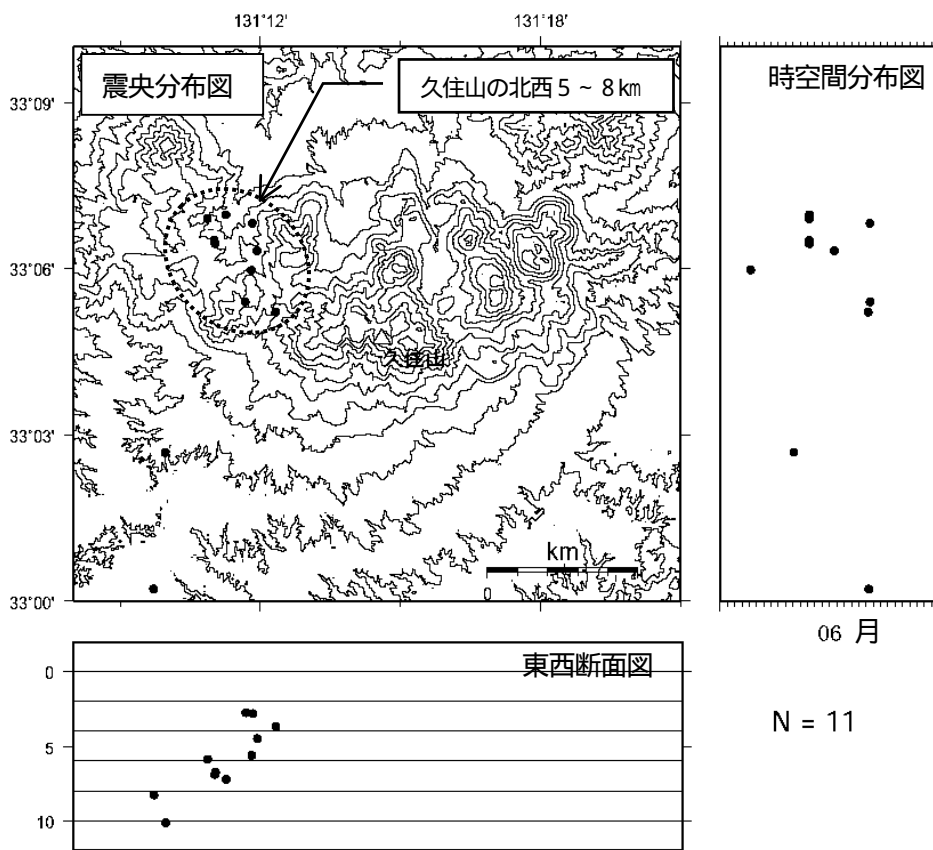 131°12'
131°18'
震央分布図
久住山の北西5~8km
時空間分布図
33°09'
33°06'
久住山
33°03'
km
0
33°00'
06 月
東西断面図
0
5
10
N = 11